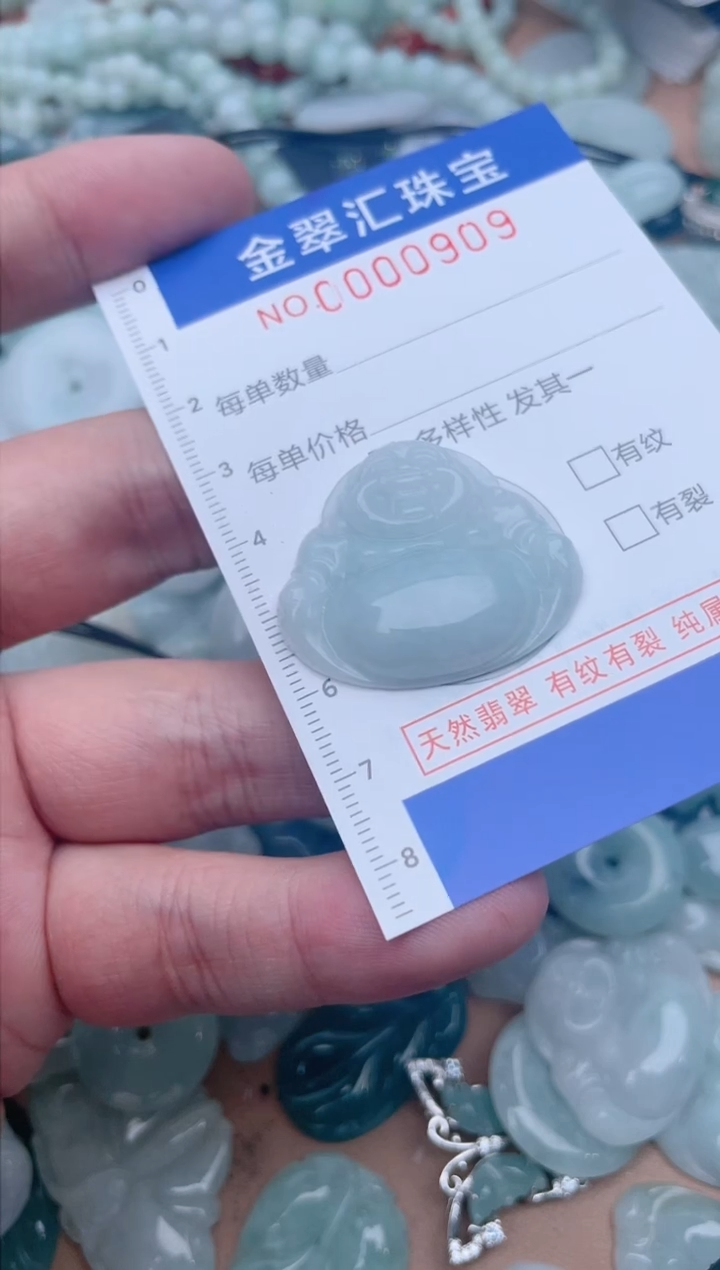 金翠汇珠宝
NO.0000909
每单数量
每单价格
多样性 发其一
有纹
有裂
天然翡翠 有纹有裂 纯属
0
1
2
3
4
6
7
8